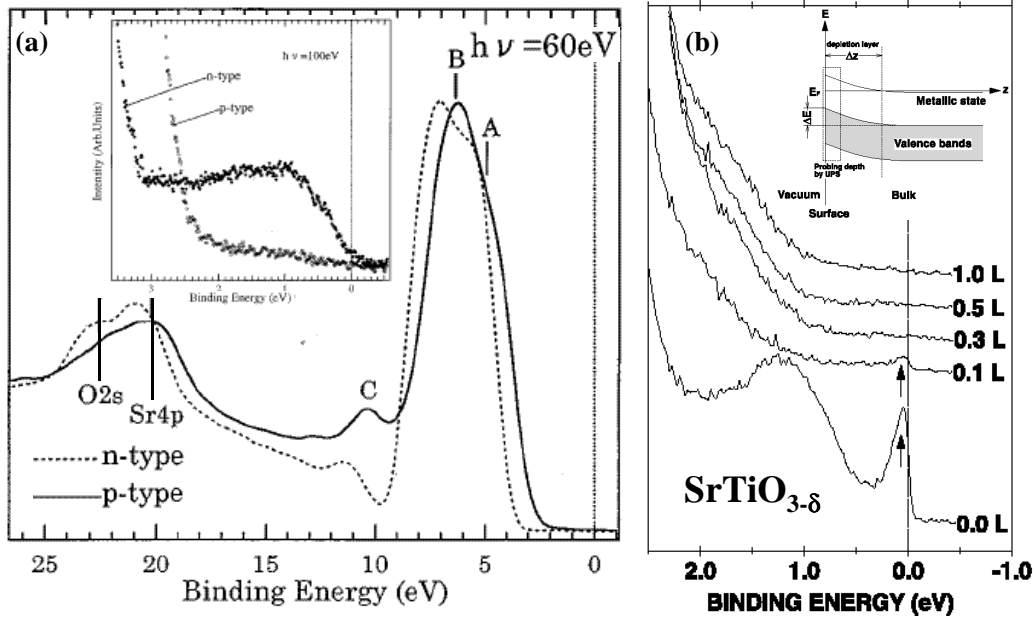 (a)
hν=60eV
B
A
hν=100eV
n-type
p-type
Intensity (Arb.Units)
3
2
1
0
Binding Energy (eV)
O2s
Sr4p
C
n-type
p-type
25
20
15
10
5
0
Binding Energy (eV)
(b)
E
depletion layer
Δz
EF
z
Metallic state
ΔE
Valence bands
Probing depth
by UPS
Vacuum
Bulk
Surface
1.0 L
0.5 L
0.3 L
0.1 L
SrTiO3-δ
0.0 L
2.0
1.0
0.0
-1.0
BINDING ENERGY (eV)